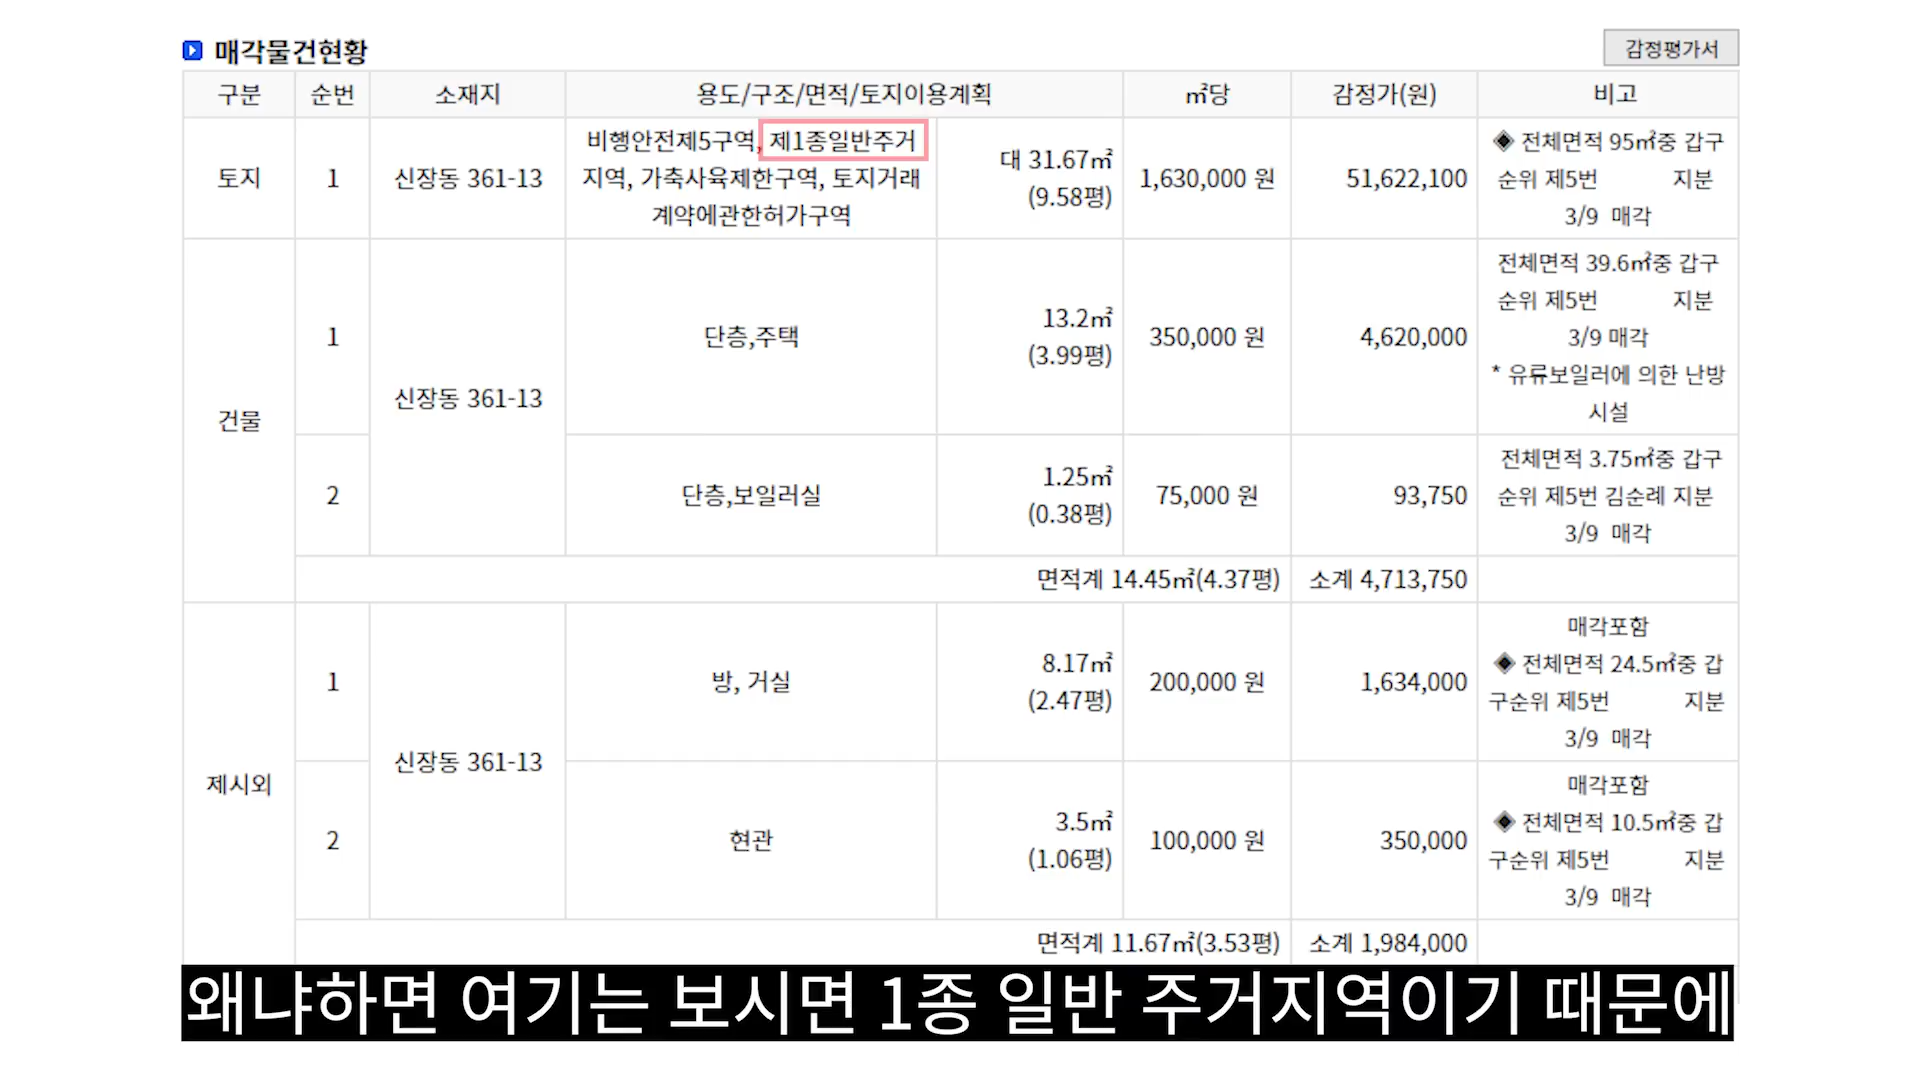 매각물건현황
감정평가서
구분 순번 소재지 용도/구조/면적/토지이용계획 ㎡당 감정가(원) 비고
토지 1 신장동 361-13
비행안전제5구역, 제1종일반주거
지역, 가축사육제한구역, 토지거래
계약에관한허가구역
대 31.67㎡
(9.58평)
1,630,000 원 51,622,100
◈ 전체면적 95㎡중 갑구
순위 제5번 지분
3/9 매각
건물
신장동 361-13
1 단층,주택
13.2㎡
(3.99평)
350,000 원 4,620,000
전체면적 39.6㎡중 갑구
순위 제5번 지분
3/9 매각
* 유류보일러에 의한 난방
시설
2 단층,보일러실
1.25㎡
(0.38평)
75,000 원 93,750
전체면적 3.75㎡중 갑구
순위 제5번 김순례 지분
3/9 매각
면적계 14.45㎡(4.37평) 소계 4,713,750
제시외
신장동 361-13
1 방, 거실
8.17㎡
(2.47평)
200,000 원 1,634,000
매각포함
◈ 전체면적 24.5㎡중 갑
구순위 제5번 지분
3/9 매각
2 현관
3.5㎡
(1.06평)
100,000 원 350,000
매각포함
◈ 전체면적 10.5㎡중 갑
구순위 제5번 지분
3/9 매각
면적계 11.67㎡(3.53평) 소계 1,984,000
왜냐하면 여기는 보시면 1종 일반 주거지역이기 때문에